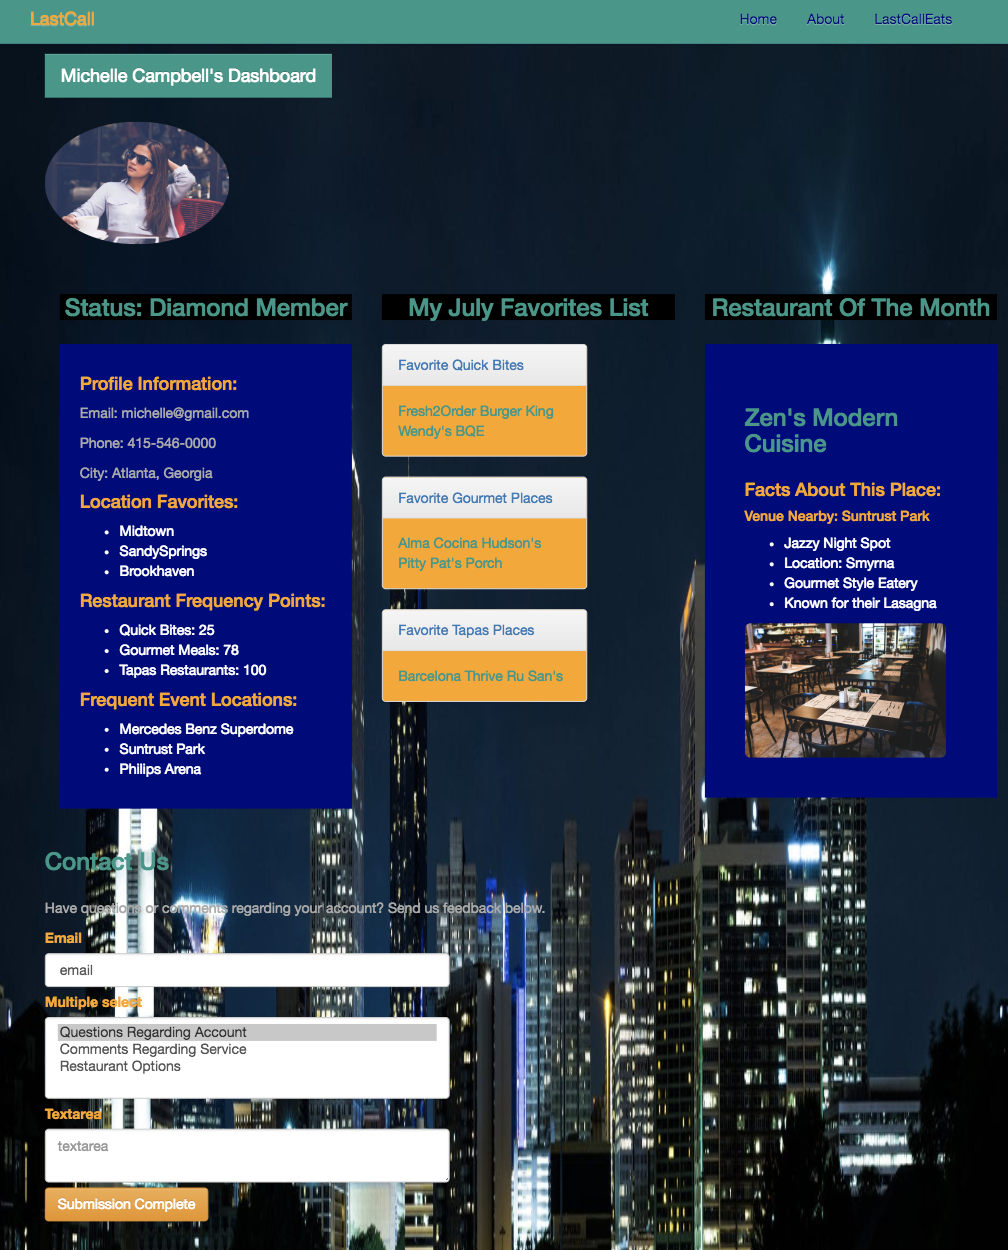 LastCall
Home About LastCallEats
Michelle Campbell's Dashboard
Status: Diamond Member
Profile Information:
Email: michelle@gmail.com
Phone: 415-546-0000
City: Atlanta, Georgia
Location Favorites:
Midtown
SandySprings
Brookhaven
Restaurant Frequency Points:
Quick Bites: 25
Gourmet Meals: 78
Tapas Restaurants: 100
Frequent Event Locations:
Mercedes Benz Superdome
Suntrust Park
Philips Arena
My July Favorites List
Favorite Quick Bites
Fresh2Order Burger King
Wendy's BQE
Favorite Gourmet Places
Alma Cocina Hudson's
Pitty Pat's Porch
Favorite Tapas Places
Barcelona Thrive Ru San's
Restaurant Of The Month
Zen's Modern
Cuisine
Facts About This Place:
Venue Nearby: Suntrust Park
Jazzy Night Spot
Location: Smyrna
Gourmet Style Eatery
Known for their Lasagna
Contact Us
Have questions or comments regarding your account? Send us feedback below.
Email
email
Multiple select
Questions Regarding Account
Comments Regarding Service
Restaurant Options
Textarea
textarea
Submission Complete